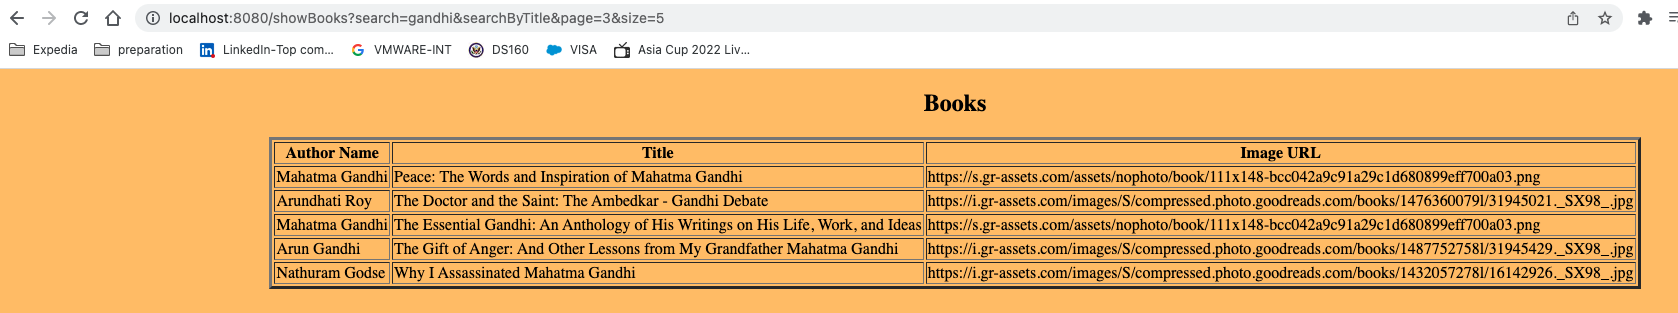 localhost:8080/showBooks?search=gandhi&searchByTitle&page=3&size=5
Expedia preparation LinkedIn-Top com... VMWARE-INT DS160 VISA Asia Cup 2022 Liv...
Books
Author Name Title Image URL
Mahatma Gandhi Peace: The Words and Inspiration of Mahatma Gandhi https://s.gr-assets.com/assets/nophoto/book/111x148-bcc042a9c91a29c1d680899eff700a03.png
Arundhati Roy The Doctor and the Saint: The Ambedkar - Gandhi Debate https://i.gr-assets.com/images/S/compressed.photo.goodreads.com/books/1476360079l/31945021._SX98_.jpg
Mahatma Gandhi The Essential Gandhi: An Anthology of His Writings on His Life, Work, and Ideas https://s.gr-assets.com/assets/nophoto/book/111x148-bcc042a9c91a29c1d680899eff700a03.png
Arun Gandhi The Gift of Anger: And Other Lessons from My Grandfather Mahatma Gandhi https://i.gr-assets.com/images/S/compressed.photo.goodreads.com/books/1487752758l/31945429._SX98_.jpg
Nathuram Godse Why I Assassinated Mahatma Gandhi https://i.gr-assets.com/images/S/compressed.photo.goodreads.com/books/1432057278l/16142926._SX98_.jpg